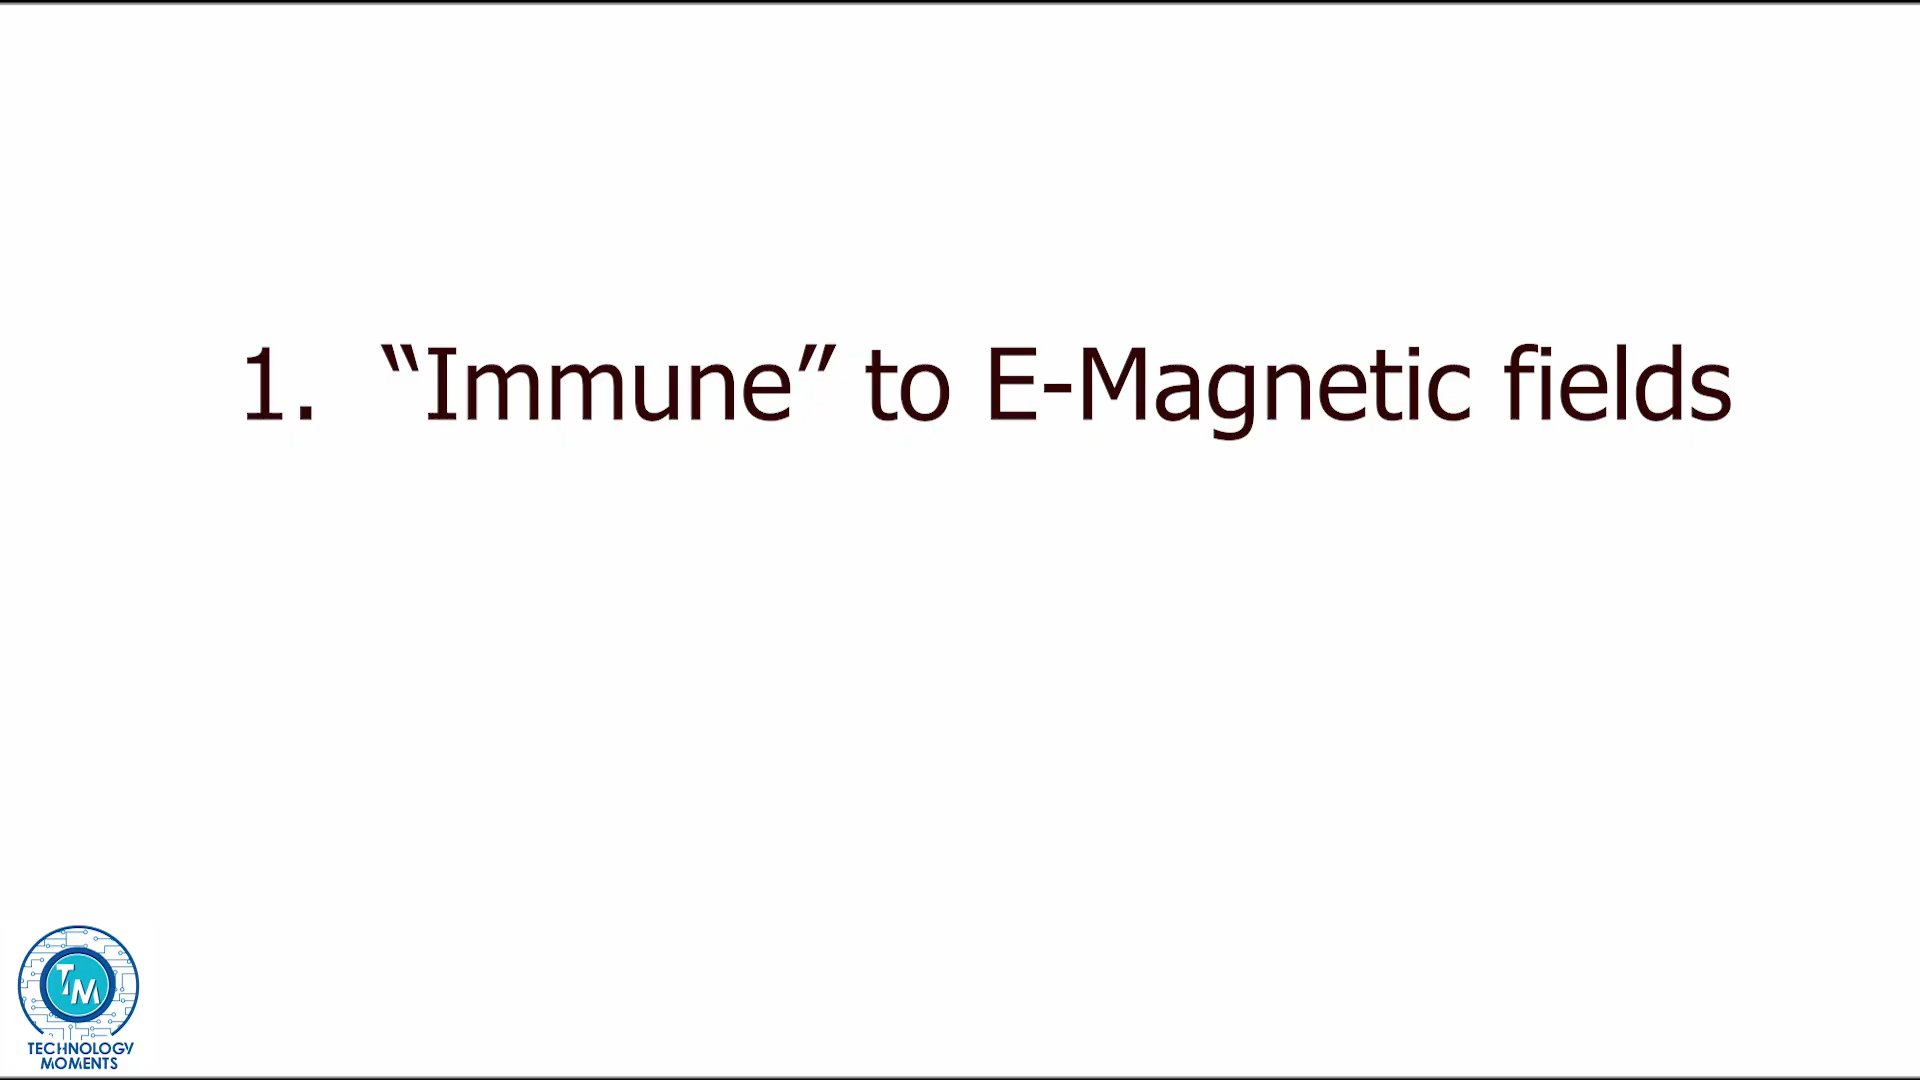 1. “Immune” to E-Magnetic fields
TM
TECHNOLOGY
MOMENTS